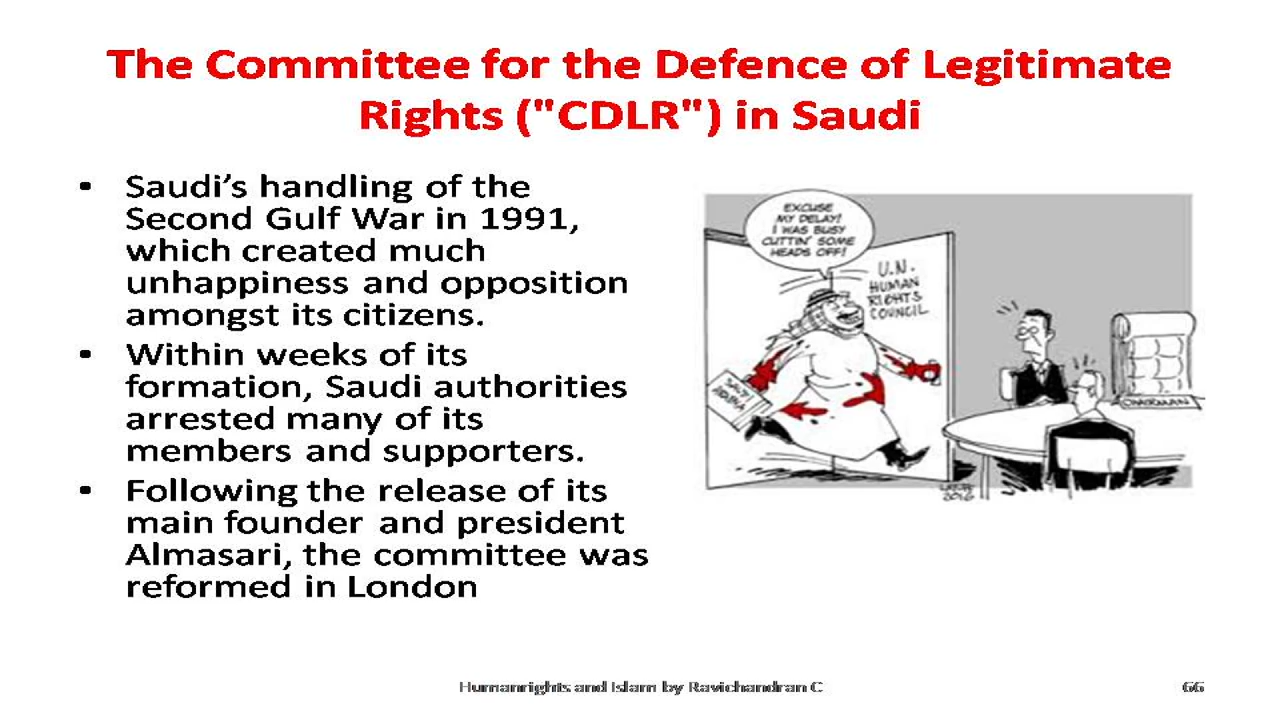 The Committee for the Defence of Legitimate
Rights ("CDLR") in Saudi
• Saudi’s handling of the
Second Gulf War in 1991,
which created much
unhappiness and opposition
amongst its citizens.
• Within weeks of its
formation, Saudi authorities
arrested many of its
members and supporters.
• Following the release of its
main founder and president
Almasari, the committee was
reformed in London
EXCUSE
MY DELAY!
I WAS BUSY
CUTTIN' SOME
HEADS OFF!
U.N.
HUMAN
RIGHTS
COUNCIL
SAUDI
ARABIA
CHAIRMAN
2016
Humanrights and Islam by Ravichandran C
66